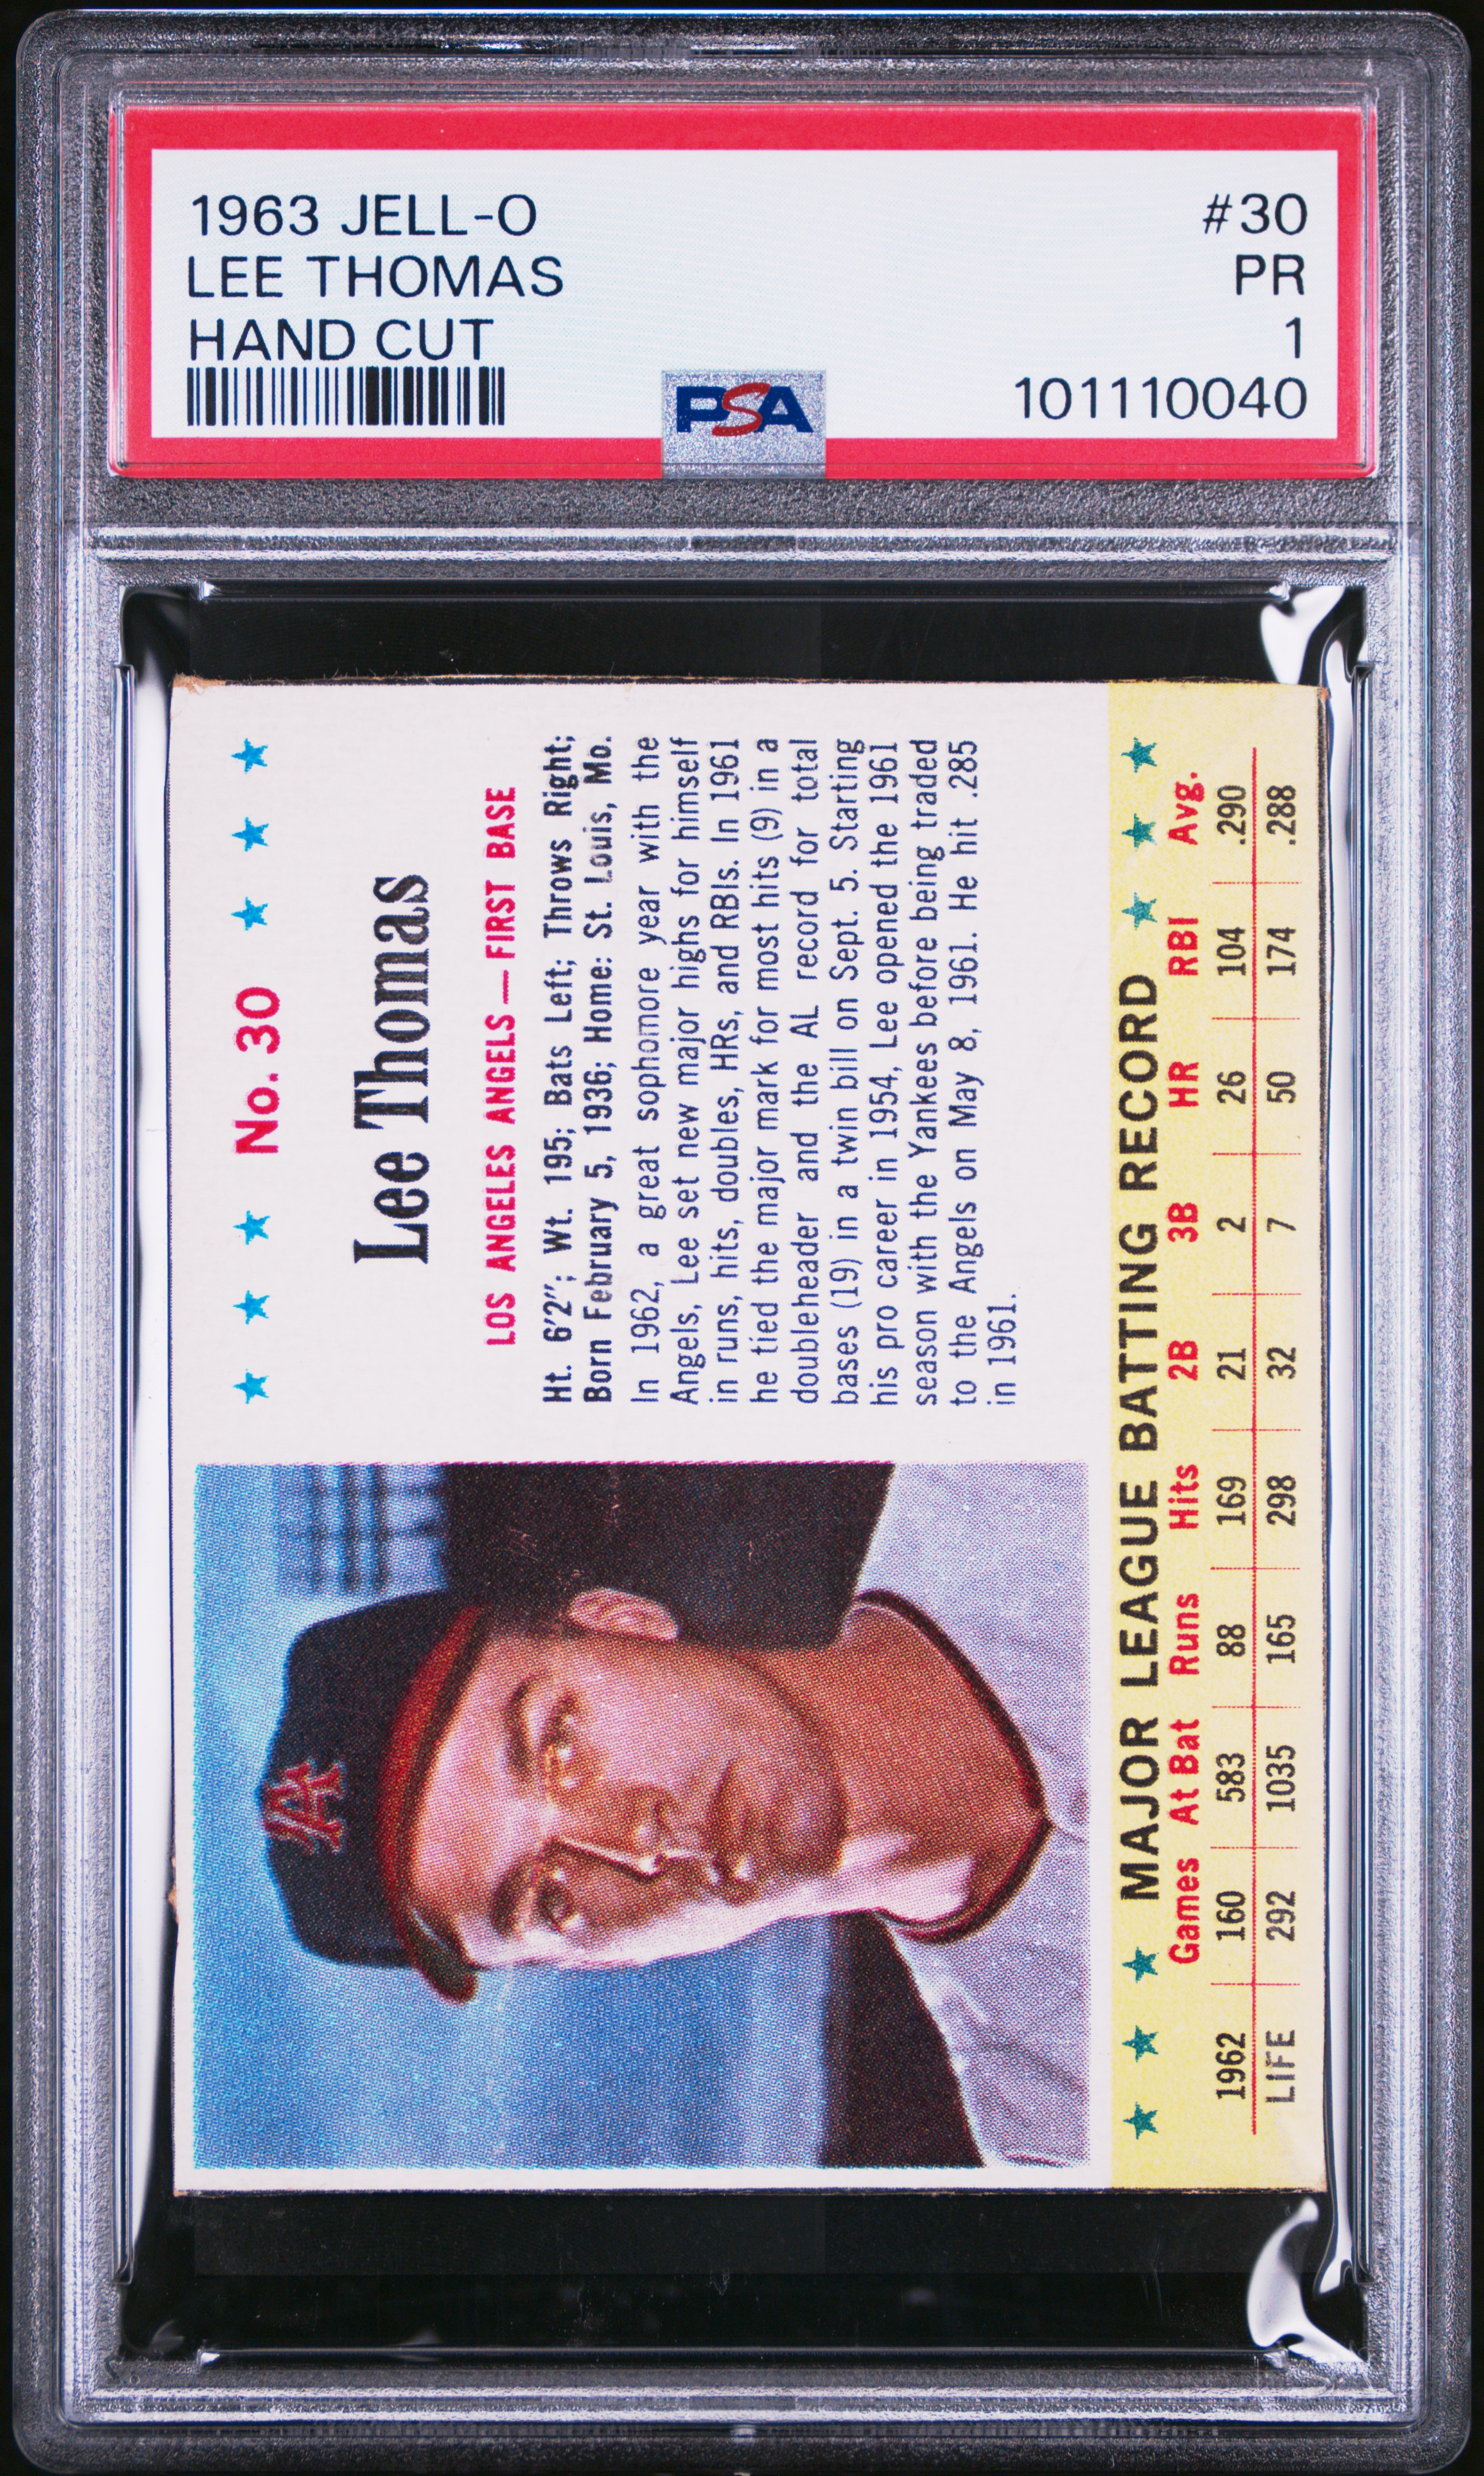 1963 JELL-O #30
LEE THOMAS PR
HAND CUT 1
PSA 101110040
No. 30
Lee Thomas
LOS ANGELES ANGELS — FIRST BASE
Ht. 6'2"; Wt. 195; Bats Left; Throws Right;
Born February 5, 1936; Home: St. Louis, Mo.
In 1962, a great sophomore year with the
Angels, Lee set new major highs for himself
in runs, hits, doubles, HRs, and RBIs. In 1961
he tied the major mark for most hits (9) in a
doubleheader and the AL record for total
bases (19) in a twin bill on Sept. 5. Starting
his pro career in 1954, Lee opened the 1961
season with the Yankees before being traded
to the Angels on May 8, 1961. He hit .285
in 1961.
LA
MAJOR LEAGUE BATTING RECORD
Games At Bat Runs Hits 2B 3B HR RBI Avg.
1962 160 583 88 169 21 2 26 104 .290
LIFE 292 1035 165 298 32 7 50 174 .288